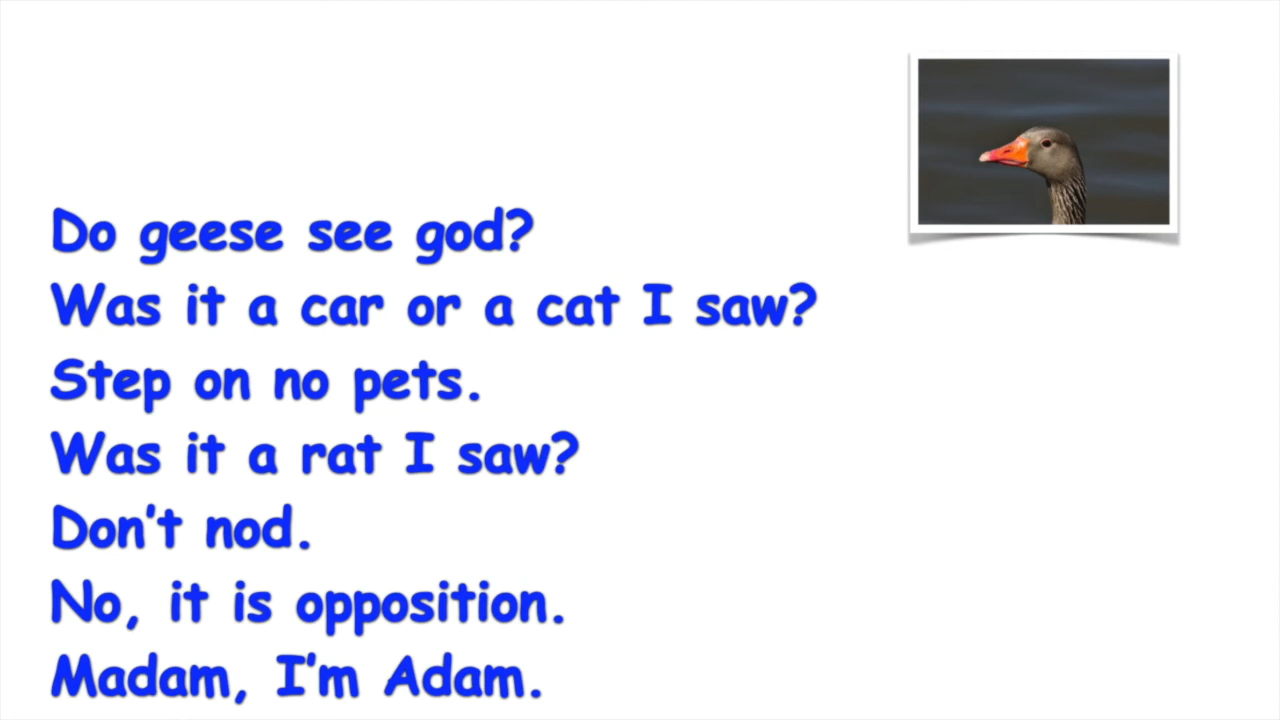 Do geese see god?
Was it a car or a cat I saw?
Step on no pets.
Was it a rat I saw?
Don’t nod.
No, it is opposition.
Madam, I’m Adam.